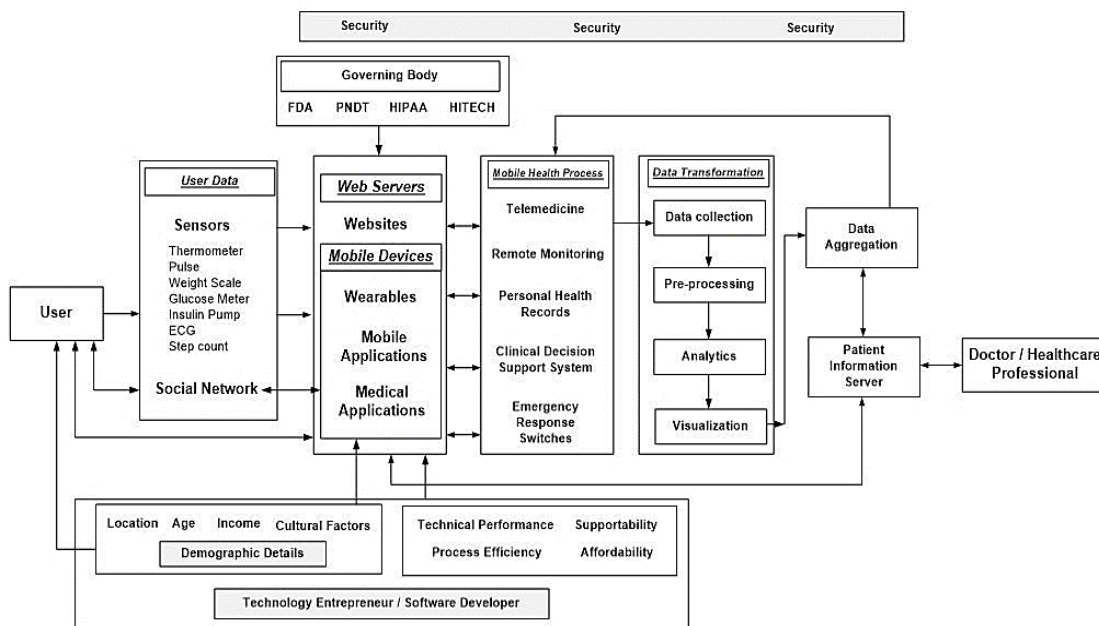 Security Security Security
Governing Body
FDA PNDT HIPAA HITECH
User Data
Sensors
Thermometer
Pulse
Weight Scale
Glucose Meter
Insulin Pump
ECG
Step count
Social Network
User
Web Servers
Websites
Mobile Devices
Wearables
Mobile
Applications
Medical
Applications
Mobile Health Process
Telemedicine
Remote Monitoring
Personal Health
Records
Clinical Decision
Support System
Emergency
Response
Switches
Data Transformation
Data collection
Pre-processing
Analytics
Visualization
Data
Aggregation
Patient
Information
Server
Doctor / Healthcare
Professional
Location Age Income Cultural Factors
Demographic Details
Technical Performance Supportability
Process Efficiency Affordability
Technology Entrepreneur / Software Developer